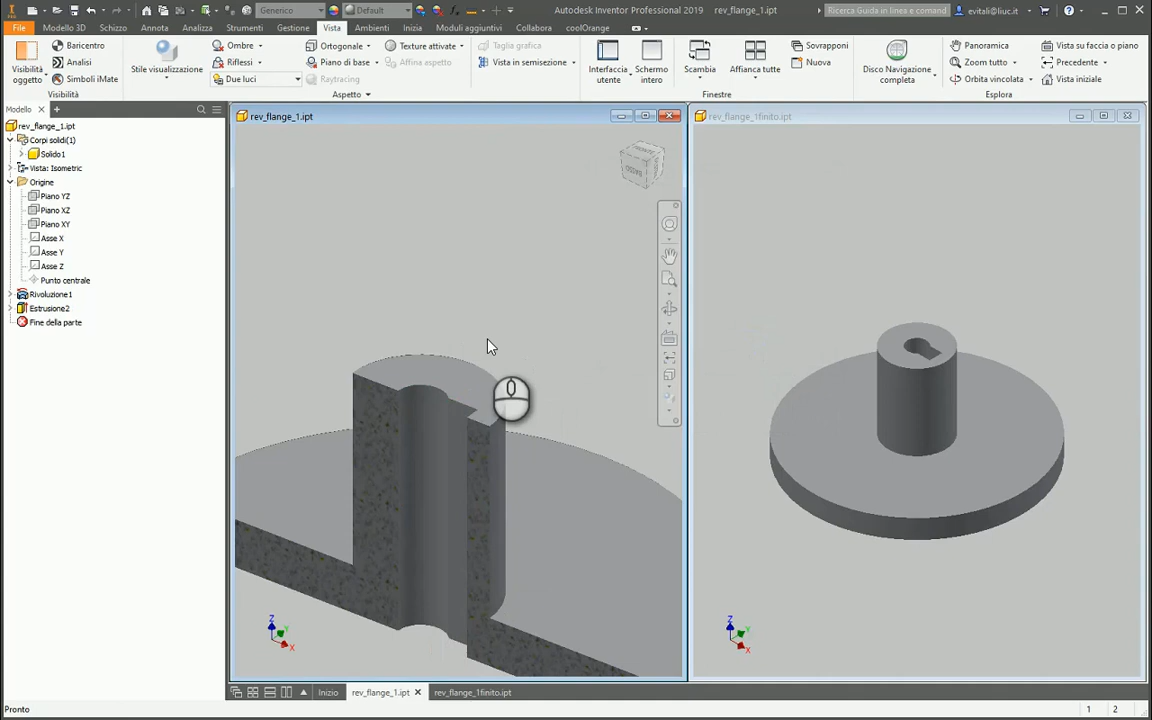 Generico
Default
Autodesk Inventor Professional 2019 rev_flange_1.ipt
Ricerca Guida in linea e comand
evitali@liuc.it
File Modello 3D Schizzo Annota Analizza Strumenti Gestione Vista Ambienti Inizia Moduli aggiuntivi Collabora coolOrange
Visibilità oggetto
Baricentro
Analisi
Simboli iMate
Visibilità
Stile visualizzazione
Ombre
Riflessi
Due luci
Ortogonale
Piano di base
Raytracing
Texture attivate
Affina aspetto
Aspetto
Taglia grafica
Vista in semisezione
Interfaccia utente
Schermo intero
Scambia
Affianca tutte
Sovrapponi
Nuova
Finestre
Disco Navigazione completa
Panoramica
Zoom tutto
Orbita vincolata
Vista su faccia o piano
Precedente
Vista iniziale
Esplora
Modello
rev_flange_1.ipt
Corpi solidi(1)
Solido1
Vista: Isometric
Origine
Piano YZ
Piano XZ
Piano XY
Asse X
Asse Y
Asse Z
Punto centrale
Rivoluzione1
Estrusione2
Fine della parte
rev_flange_1.ipt
Z
Y
X
rev_flange_1finito.ipt
Z
Y
X
Inizio rev_flange_1.ipt rev_flange_1finito.ipt
Pronto
1 2